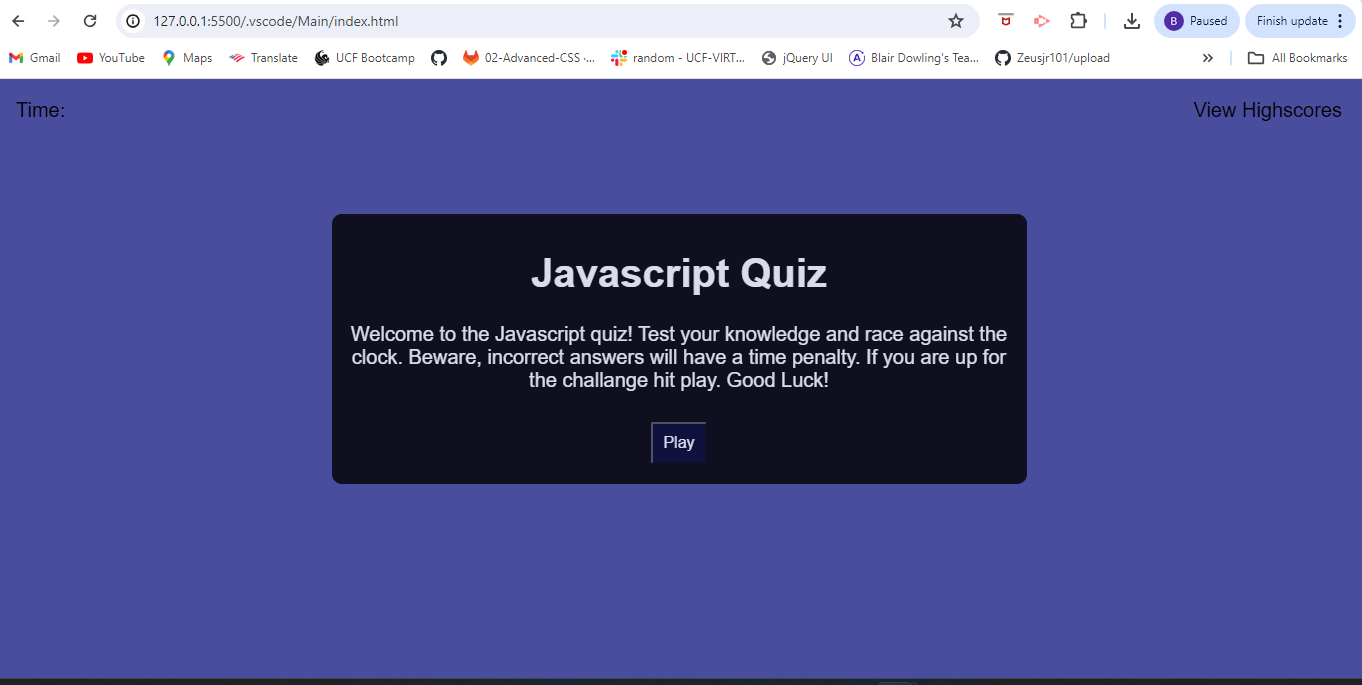 127.0.0.1:5500/.vscode/Main/index.html
B Paused
Finish update
Gmail YouTube Maps Translate UCF Bootcamp 02-Advanced-CSS ·... random - UCF-VIRT... jQuery UI A Blair Dowling's Tea... Zeusjr101/upload » All Bookmarks
Time: View Highscores
Javascript Quiz
Welcome to the Javascript quiz! Test your knowledge and race against the
clock. Beware, incorrect answers will have a time penalty. If you are up for
the challange hit play. Good Luck!
Play